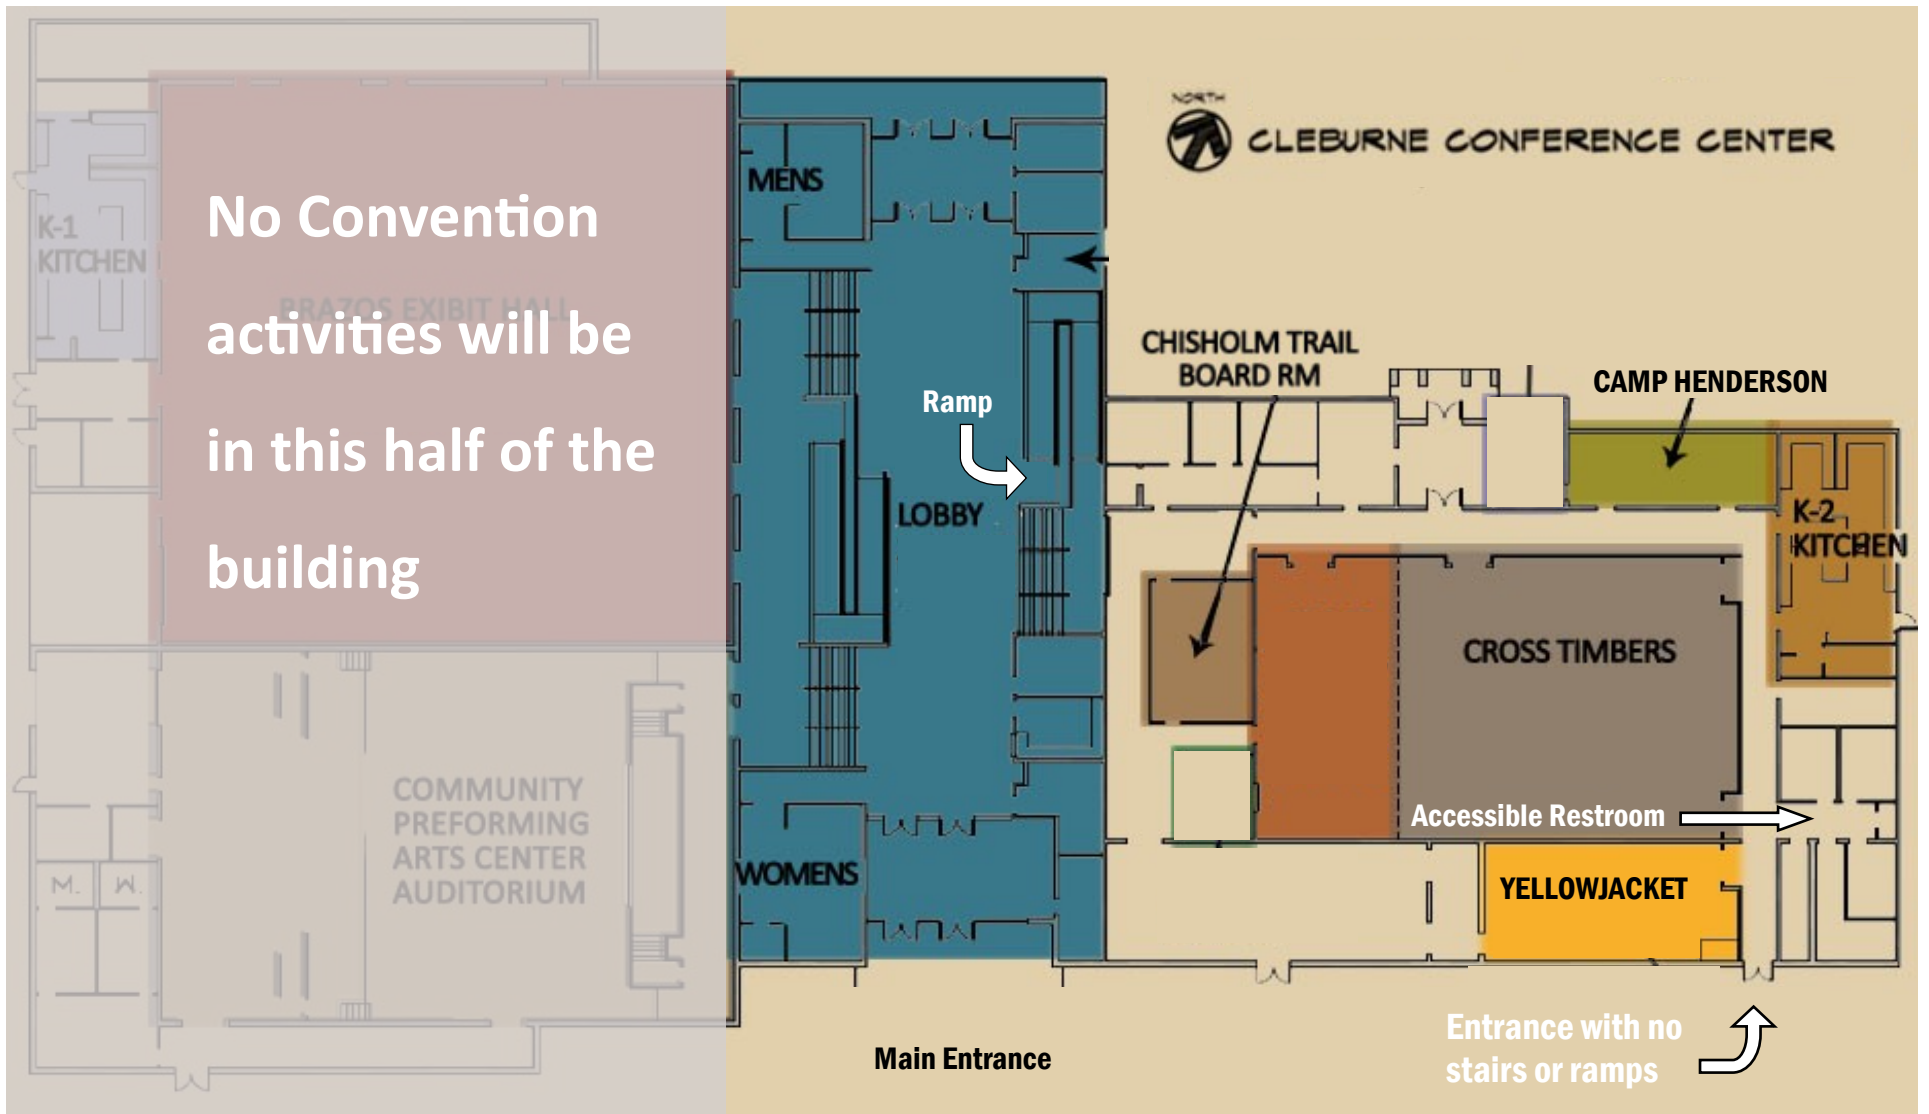 NORTH
CLEBURNE CONFERENCE CENTER
MENS
No Convention
activities will be
in this half of the
building
K-1
KITCHEN
BRAZOS EXIBIT HALL
CHISHOLM TRAIL
BOARD RM
CAMP HENDERSON
Ramp
LOBBY
K-2
KITCHEN
CROSS TIMBERS
COMMUNITY
PREFORMING
ARTS CENTER
AUDITORIUM
Accessible Restroom
M.
W.
WOMENS
YELLOWJACKET
Main Entrance
Entrance with no
stairs or ramps